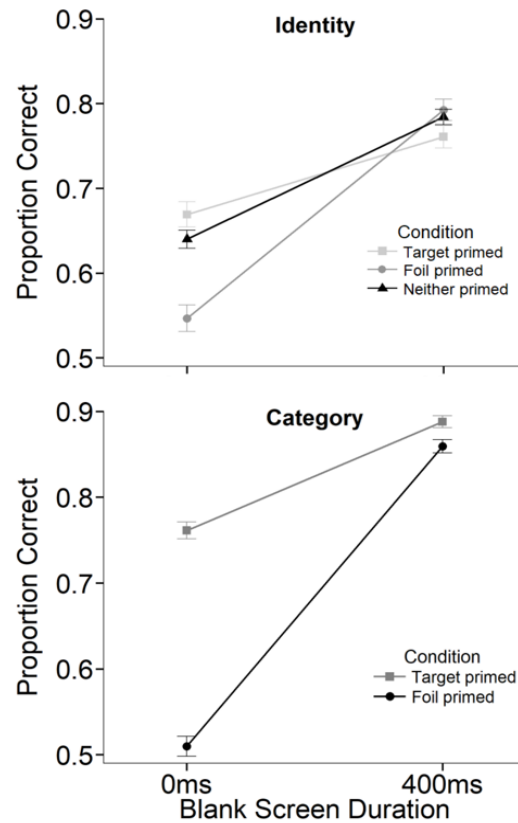 Identity
0.9
0.8
0.7
0.6
0.5
Proportion Correct
Condition
Target primed
Foil primed
Neither primed
Category
0.9
0.8
0.7
0.6
0.5
Proportion Correct
Condition
Target primed
Foil primed
0ms 400ms
Blank Screen Duration